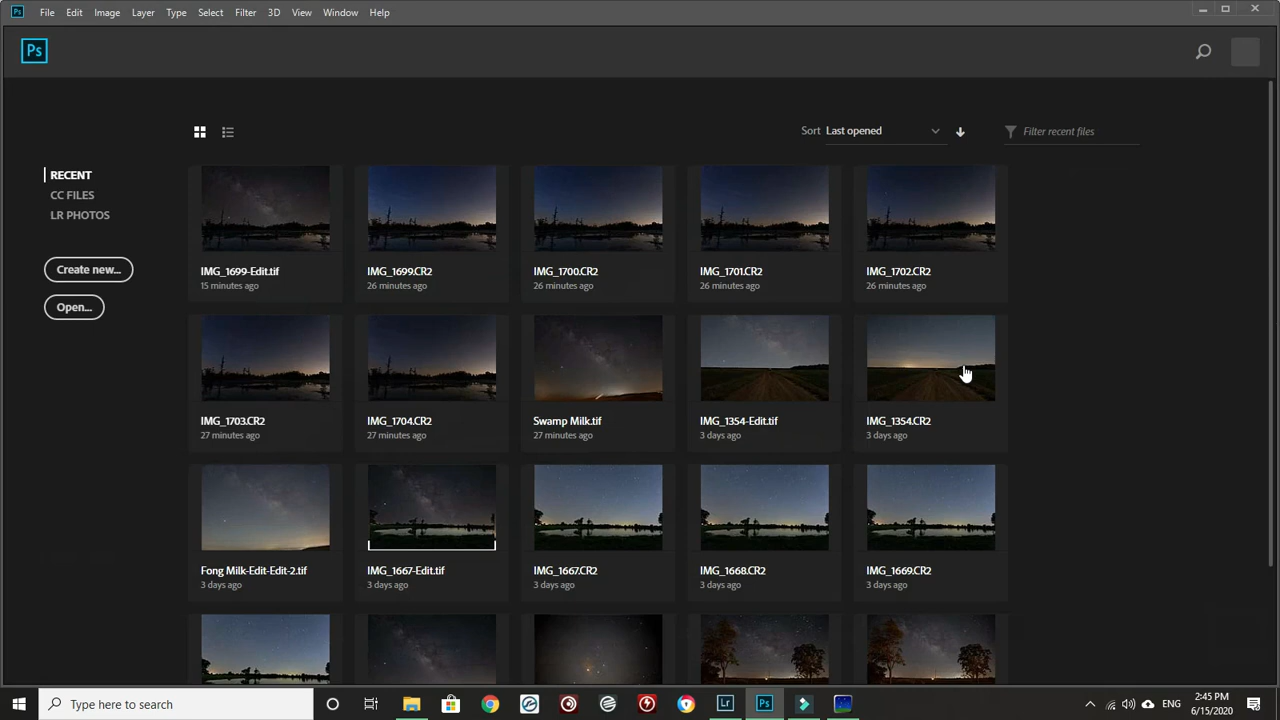 Ps File Edit Image Layer Type Select Filter 3D View Window Help
Ps
Sort Last opened Filter recent files
RECENT
CC FILES
LR PHOTOS
Create new...
Open...
IMG_1699-Edit.tif IMG_1699.CR2 IMG_1700.CR2 IMG_1701.CR2 IMG_1702.CR2
15 minutes ago 26 minutes ago 26 minutes ago 26 minutes ago 26 minutes ago
IMG_1703.CR2 IMG_1704.CR2 Swamp Milk.tif IMG_1354-Edit.tif IMG_1354.CR2
27 minutes ago 27 minutes ago 27 minutes ago 3 days ago 3 days ago
Fong Milk-Edit-Edit-2.tif IMG_1667-Edit.tif IMG_1667.CR2 IMG_1668.CR2 IMG_1669.CR2
3 days ago 3 days ago 3 days ago 3 days ago 3 days ago
Type here to search Lr Ps ENG 2:45 PM
6/15/2020